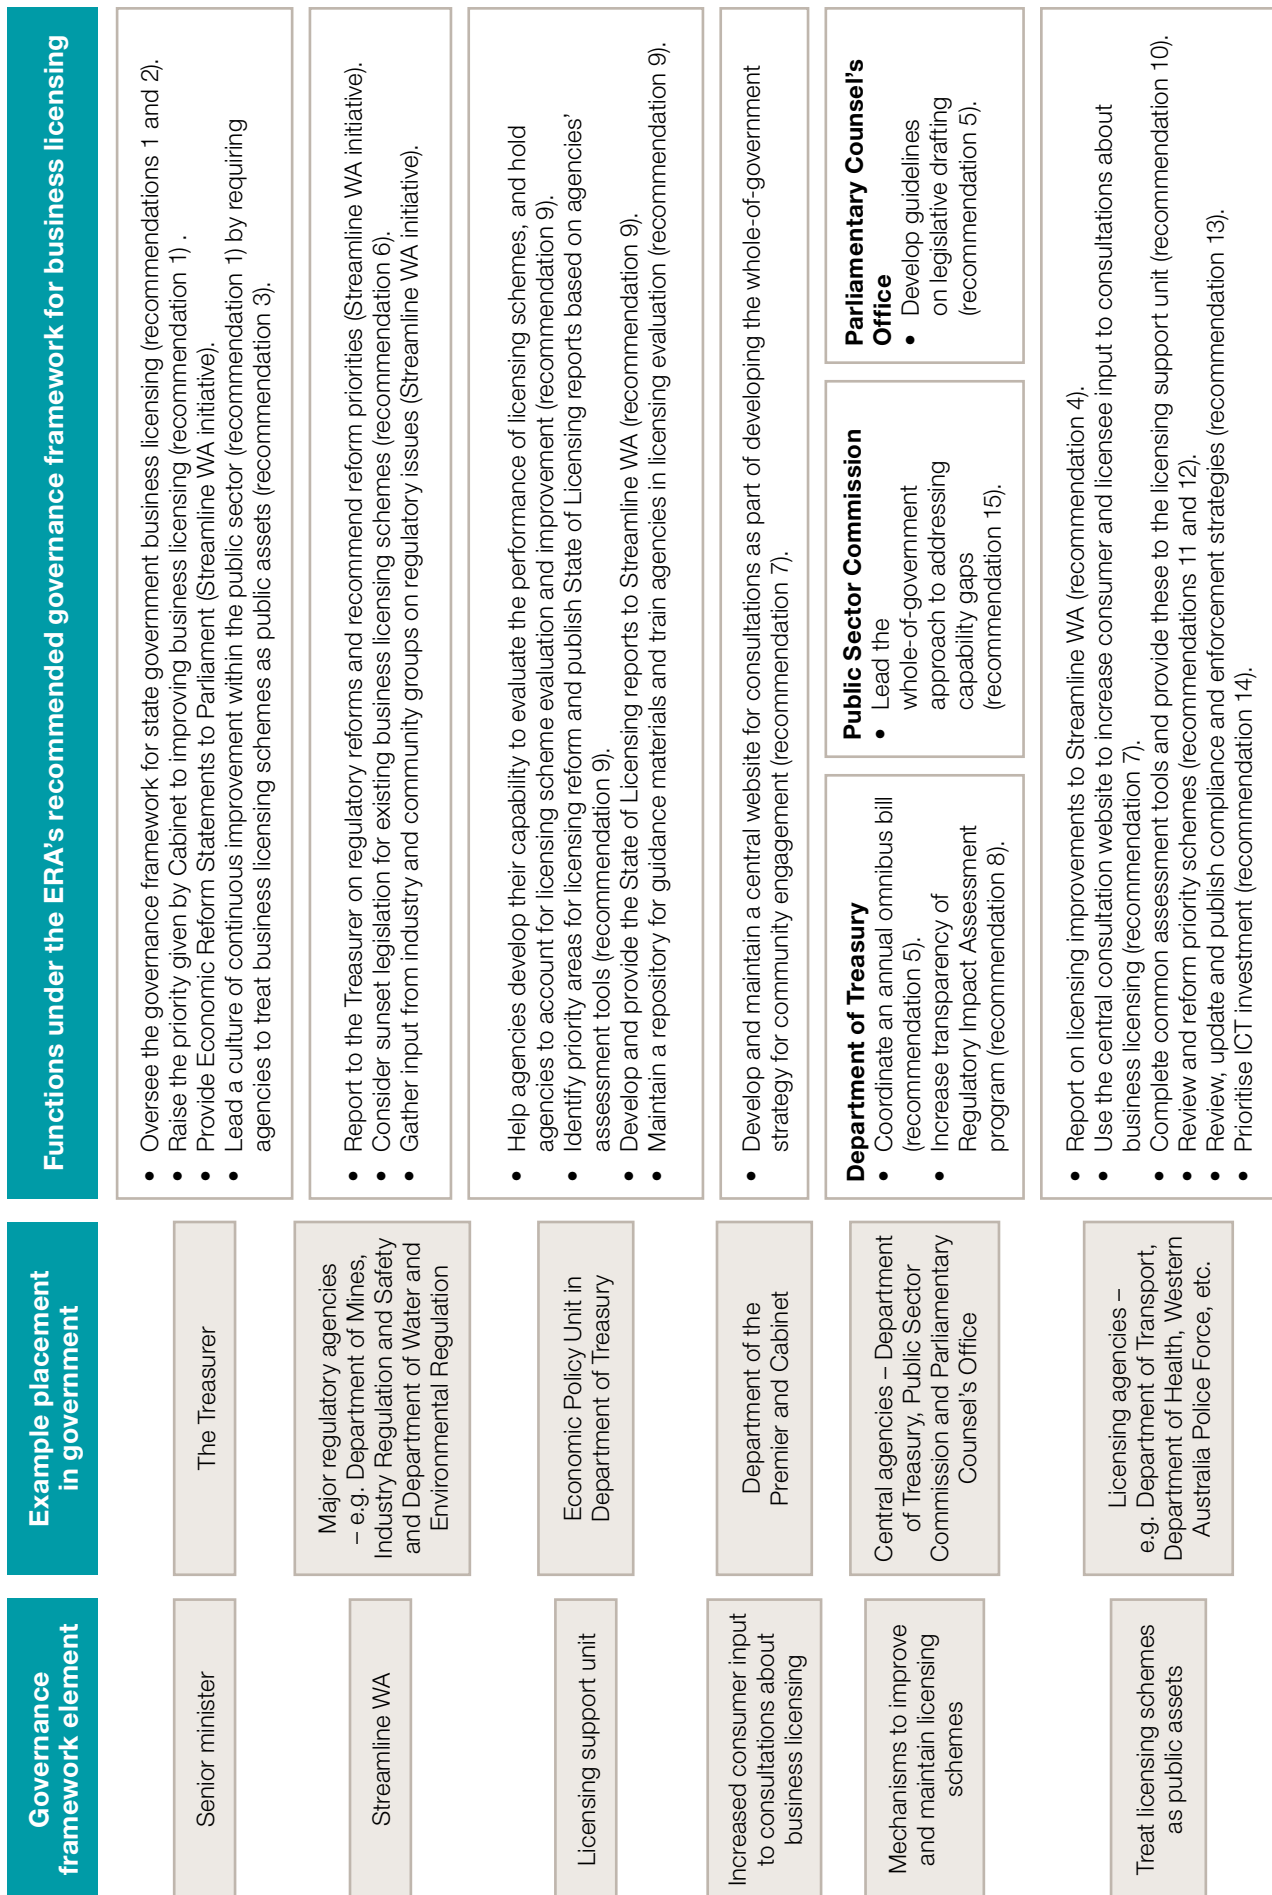 Governance
framework element
Example placement
in government
Functions under the ERA's recommended governance framework for business licensing
Senior minister
The Treasurer
• Oversee the governance framework for state government business licensing (recommendations 1 and 2).
• Raise the priority given by Cabinet to improving business licensing (recommendation 1) .
• Provide Economic Reform Statements to Parliament (Streamline WA initiative).
• Lead a culture of continuous improvement within the public sector (recommendation 1) by requiring
agencies to treat business licensing schemes as public assets (recommendation 3).
Streamline WA
Major regulatory agencies
– e.g. Department of Mines,
Industry Regulation and Safety
and Department of Water and
Environmental Regulation
• Report to the Treasurer on regulatory reforms and recommend reform priorities (Streamline WA initiative).
• Consider sunset legislation for existing business licensing schemes (recommendation 6).
• Gather input from industry and community groups on regulatory issues (Streamline WA initiative).
Licensing support unit
Economic Policy Unit in
Department of Treasury
• Help agencies develop their capability to evaluate the performance of licensing schemes, and hold
agencies to account for licensing scheme evaluation and improvement (recommendation 9).
• Identify priority areas for licensing reform and publish State of Licensing reports based on agencies'
assessment tools (recommendation 9).
• Develop and provide the State of Licensing reports to Streamline WA (recommendation 9).
• Maintain a repository for guidance materials and train agencies in licensing evaluation (recommendation 9).
Increased consumer input
to consultations about
business licensing
Department of the
Premier and Cabinet
• Develop and maintain a central website for consultations as part of developing the whole-of-government
strategy for community engagement (recommendation 7).
Mechanisms to improve
and maintain licensing
schemes
Central agencies – Department
of Treasury, Public Sector
Commission and Parliamentary
Counsel's Office
Department of Treasury
• Coordinate an annual omnibus bill
(recommendation 5).
• Increase transparency of
Regulatory Impact Assessment
program (recommendation 8).
Public Sector Commission
• Lead the
whole-of-government
approach to addressing
capability gaps
(recommendation 15).
Parliamentary Counsel's
Office
• Develop guidelines
on legislative drafting
(recommendation 5).
Treat licensing schemes
as public assets
Licensing agencies –
e.g. Department of Transport,
Department of Health, Western
Australia Police Force, etc.
• Report on licensing improvements to Streamline WA (recommendation 4).
• Use the central consultation website to increase consumer and licensee input to consultations about
business licensing (recommendation 7).
• Complete common assessment tools and provide these to the licensing support unit (recommendation 10).
• Review and reform priority schemes (recommendations 11 and 12).
• Review, update and publish compliance and enforcement strategies (recommendation 13).
• Prioritise ICT investment (recommendation 14).